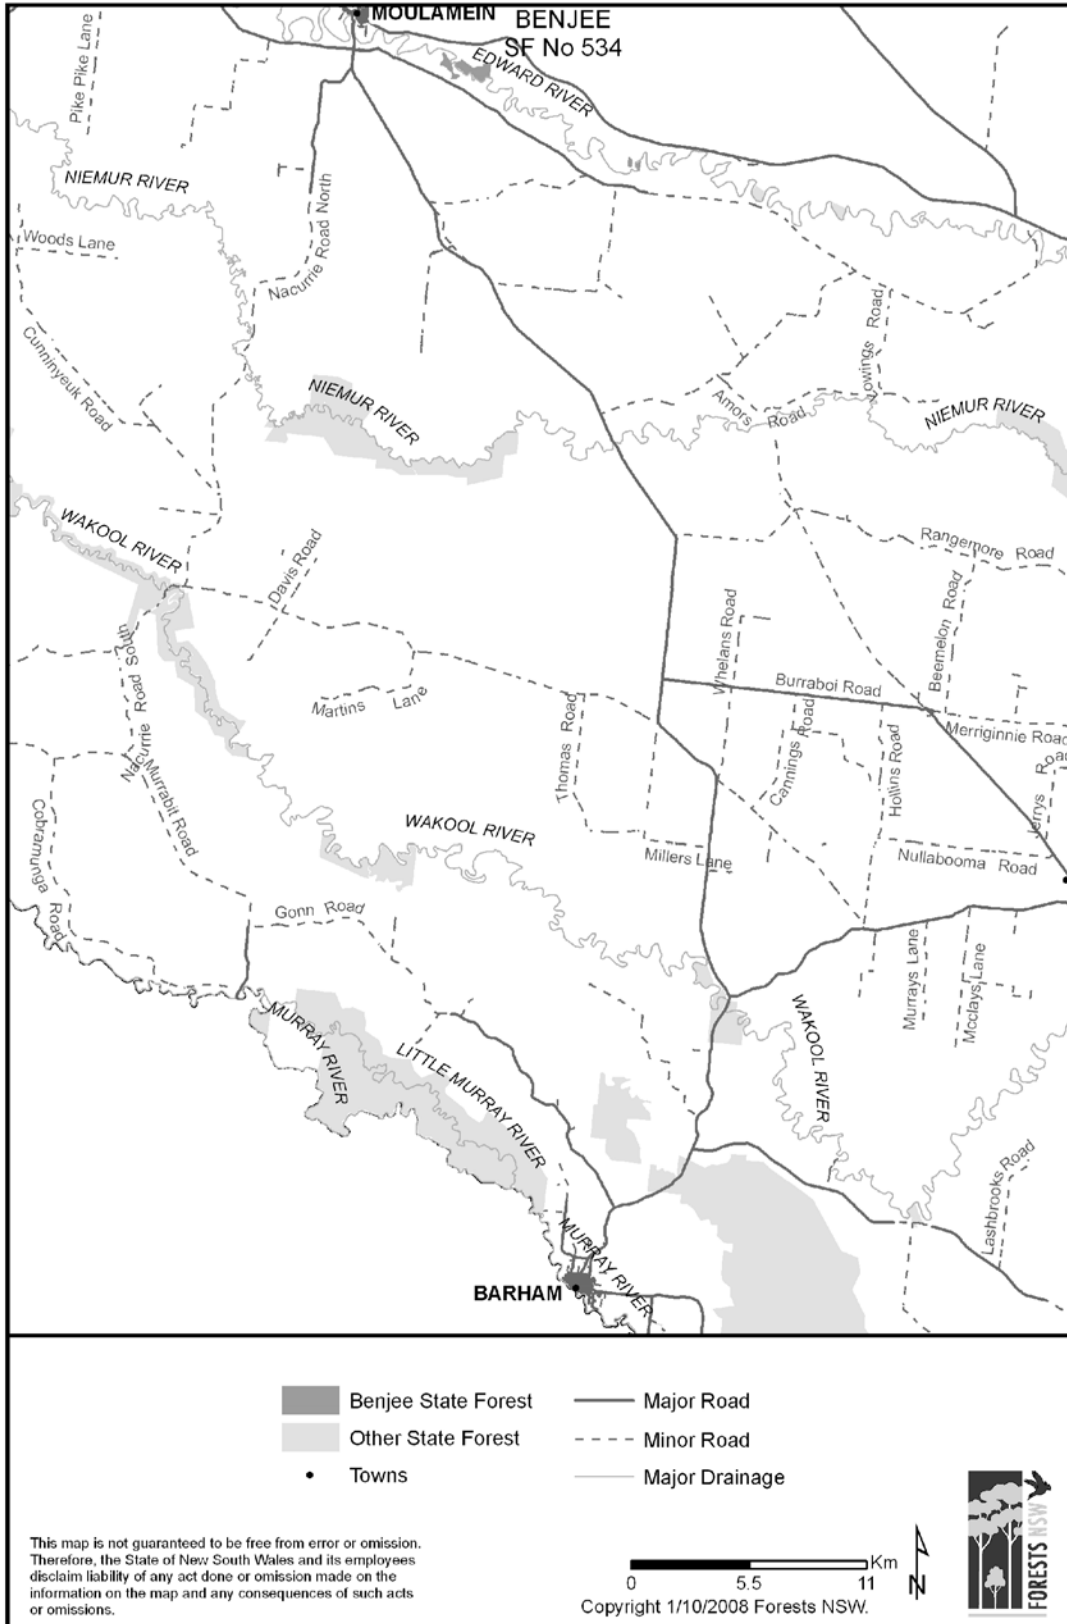 MOULAMEIN
BENJEE
SF No 534
EDWARD RIVER
Pike Pike Lane
NIEMUR RIVER
Woods Lane
Nacurrie Road North
Cunninyeuk Road
NIEMUR RIVER
Amors Road
Lowings Road
NIEMUR RIVER
WAKOOL RIVER
Davis Road
Rangemore Road
Beemelon Road
Whelans Road
Nacurrie Road South
Martins Lane
Burraboi Road
Merriginnie Road
Thomas Road
Cannings Road
Hollins Road
Jerrys Road
Murrabit Road
Cobramunga Road
WAKOOL RIVER
Millers Lane
Nullabooma Road
Gonn Road
Murrays Lane
Mcclays Lane
WAKOOL RIVER
MURRAY RIVER
LITTLE MURRAY RIVER
Lashbrooks Road
MURRAY RIVER
BARHAM
Benjee State Forest
Other State Forest
Towns
Major Road
Minor Road
Major Drainage
This map is not guaranteed to be free from error or omission.
Therefore, the State of New South Wales and its employees
disclaim liability of any act done or omission made on the
information on the map and any consequences of such acts
or omissions.
Km
0 5.5 11
Copyright 1/10/2008 Forests NSW.
N
FORESTS NSW